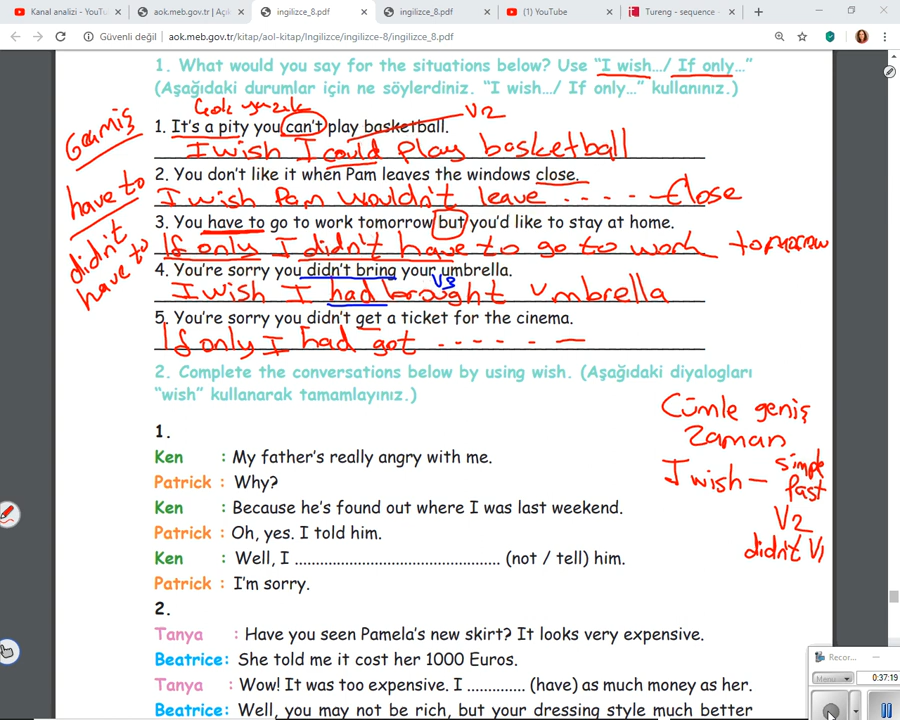 Kanal analizi - YouTu
aok.meb.gov.tr | Açık
ingilizce_8.pdf
ingilizce_8.pdf
(1) YouTube
Tureng - sequence -
Güvenli değil | aok.meb.gov.tr/kitap/aol-kitap/Ingilizce/ingilizce-8/ingilizce_8.pdf
1. What would you say for the situations below? Use “I wish.../ If only...”
(Aşağıdaki durumlar için ne söylerdiniz. “I wish.../ If only...” kullanınız.)
Çok yazık
V2
Geçmiş
1. It's a pity you can't play basketball.
I wish I could play basketball
2. You don't like it when Pam leaves the windows close.
have to
I wish Pam wouldn't leave ..... close
3. You have to go to work tomorrow but you'd like to stay at home.
didn't
have to
If only I didn't have to go to work tomorrow
4. You're sorry you didn't bring your umbrella.
V3
I wish I had brought umbrella
5. You're sorry you didn't get a ticket for the cinema.
If only I had got ......
2. Complete the conversations below by using wish. (Aşağıdaki diyalogları
“wish” kullanarak tamamlayınız.)
Cümle geniş
zaman
I wish — simple
past
V2
didn't V1
1.
Ken : My father's really angry with me.
Patrick : Why?
Ken : Because he's found out where I was last weekend.
Patrick : Oh, yes. I told him.
Ken : Well, I ................................................ (not / tell) him.
Patrick : I'm sorry.
2.
Tanya : Have you seen Pamela's new skirt? It looks very expensive.
Beatrice: She told me it cost her 1000 Euros.
Tanya : Wow! It was too expensive. I .............. (have) as much money as her.
Beatrice: Well, you may not be rich, but your dressing style much better
Recor...
Menu
0:37:19